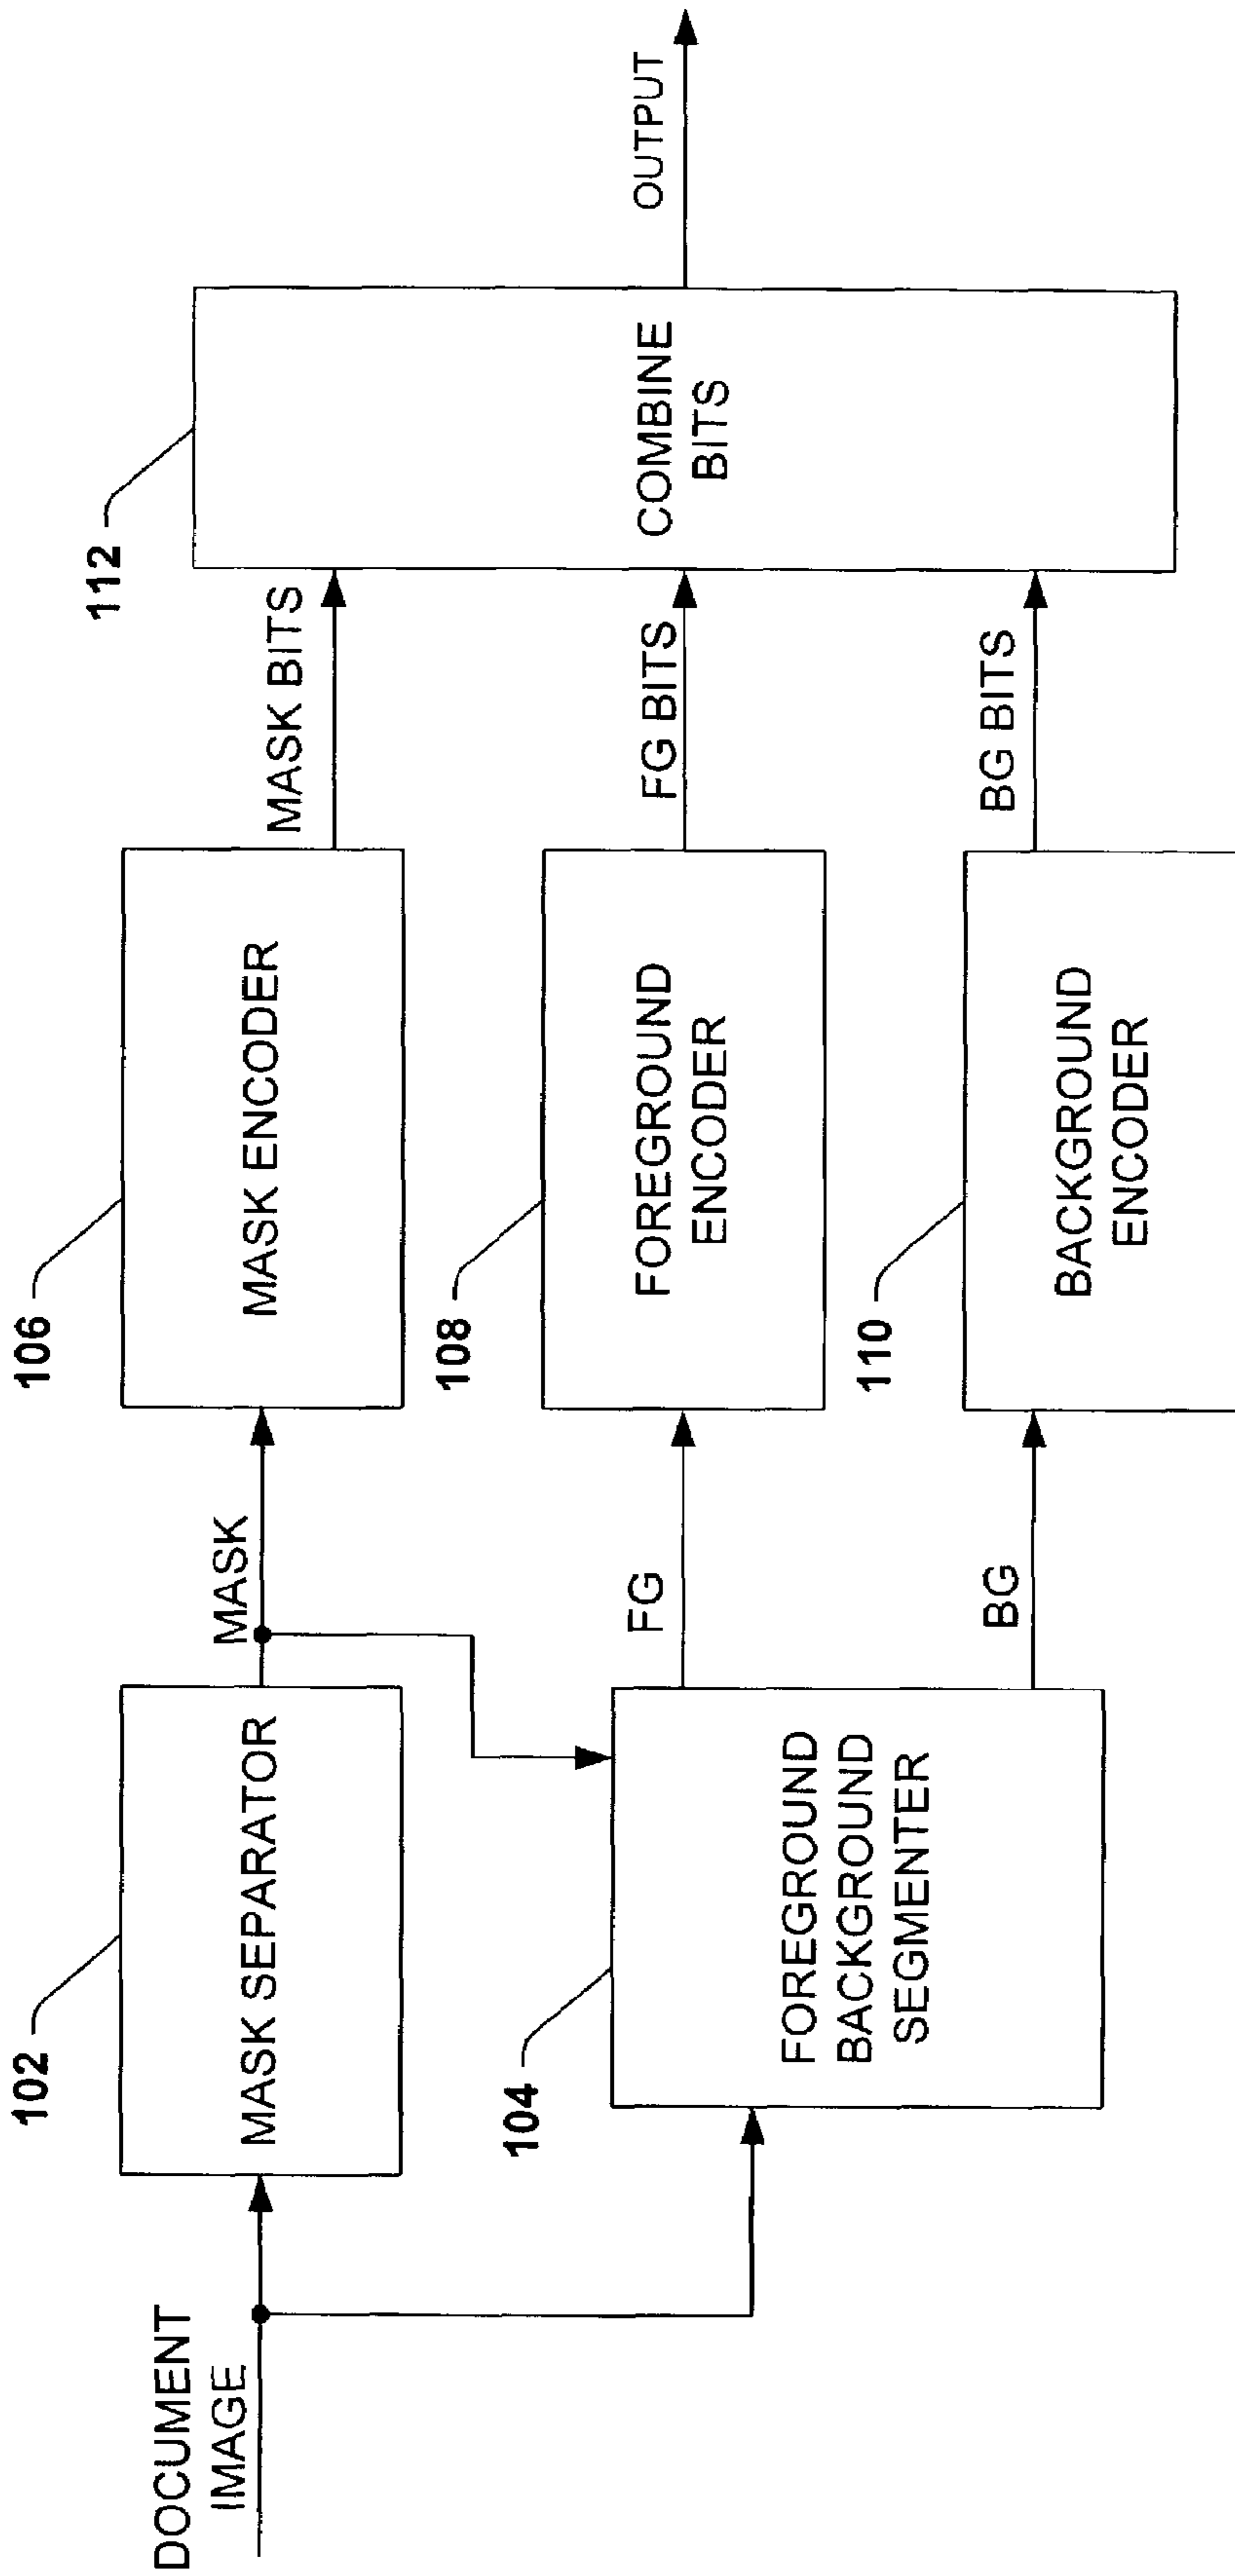 DOCUMENT
IMAGE
102
MASK SEPARATOR
MASK
106
MASK ENCODER
MASK BITS
112
COMBINE
BITS
OUTPUT
104
FOREGROUND
BACKGROUND
SEGMENTER
FG
108
FOREGROUND
ENCODER
FG BITS
BG
110
BACKGROUND
ENCODER
BG BITS